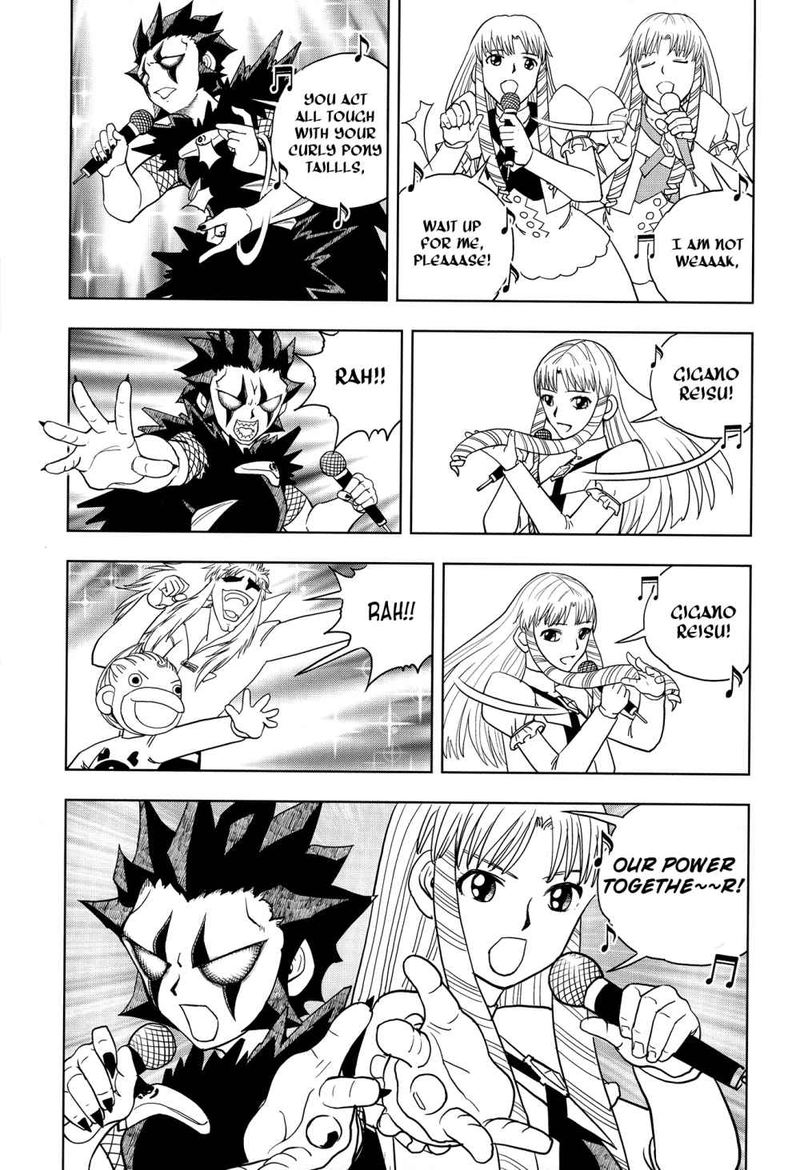 I AM NOT
WEAAAK,
WAIT UP
FOR ME,
PLEAAASE!
YOU ACT
ALL TOUGH
WITH YOUR
CURLY PONY
TAILLLS,
GIGANO
REISU!
RAH!!
GIGANO
REISU!
RAH!!
OUR POWER
TOGETHE~~R!